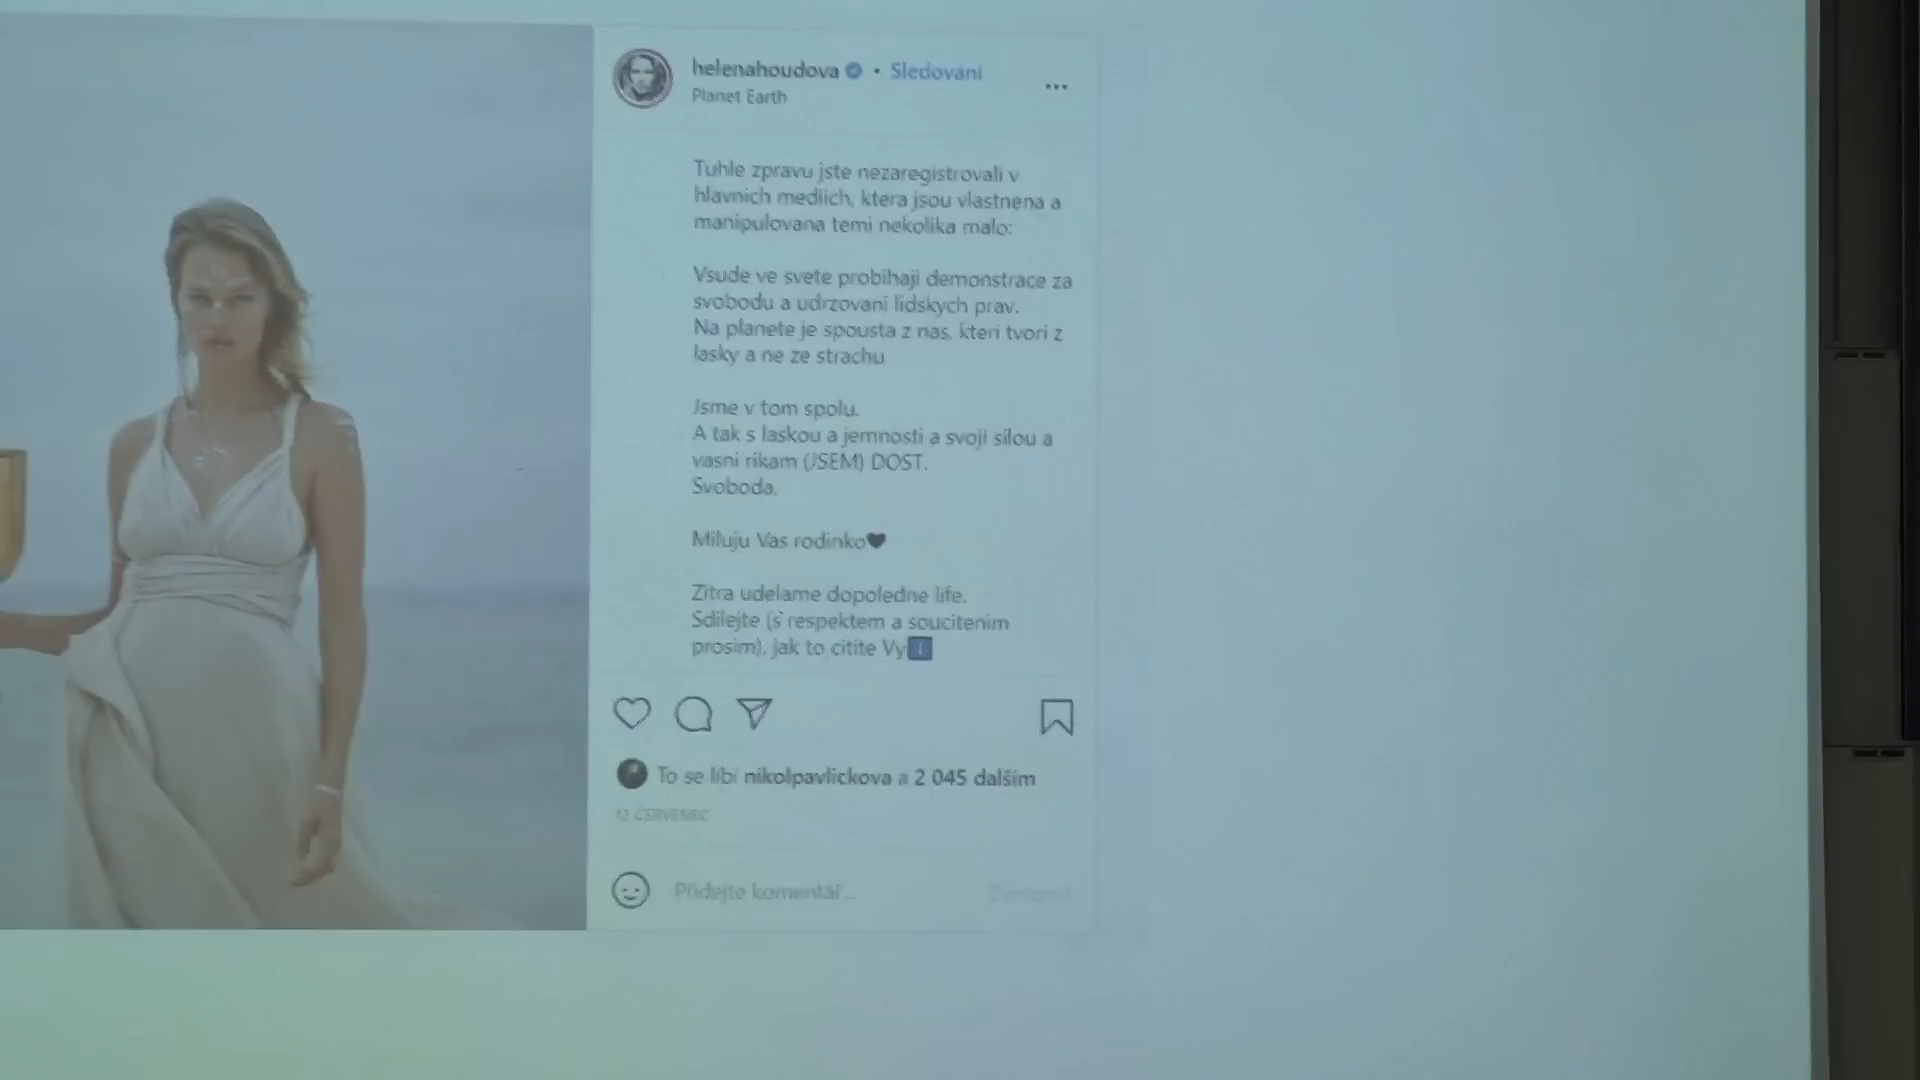 helenahoudova • Sledování
Planet Earth
Tuhle zpravu jste nezaregistrovali v
hlavnich mediich, ktera jsou vlastnena a
manipulovana temi nekolika malo:
Vsude ve svete probihaji demonstrace za
svobodu a udrzovani lidskych prav.
Na planete je spousta z nas, kteri tvori z
lasky a ne ze strachu
Jsme v tom spolu.
A tak s laskou a jemnosti a svoji silou a
vasni rikam (JSEM) DOST.
Svoboda.
Miluju Vas rodinko🖤
Zitra udelame dopoledne life.
Sdilejte (s respektem a soucitenim
prosim), jak to citite Vy
To se líbí nikolpavlickova a 2 045 dalším
12 ČERVENEC
Přidejte komentář...